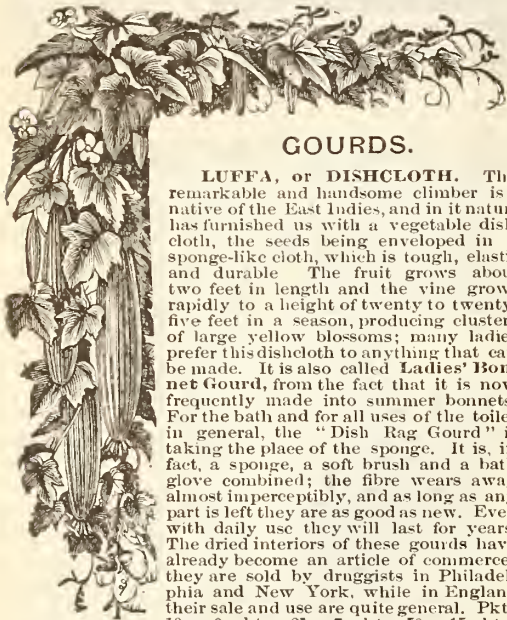 GOURDS.
LUFFA, or DISHCLOTH. Th
remarkable and handsome climber is
native of the East Indies, and in it natur
has furnished us with a vegetable dish
cloth, the seeds being enveloped in
sponge-like cloth, which is tough, elasti
and durable The fruit grows abou
two feet in length and the vine grow
rapidly to a height of twenty to twenty
five feet in a season, producing cluster
of large yellow blossoms; many ladie
prefer this dishcloth to anything that ca
be made. It is also called Ladies' Bon
net Gourd, from the fact that it is now
frequently made into summer bonnets
For the bath and for all uses of the toile
in general, the "Dish Rag Gourd" i
taking the place of the sponge. It is, i
fact, a sponge, a soft brush and a bat
glove combined; the fibre wears awa
almost imperceptibly, and as long as an
part is left they are as good as new. Eve
with daily use they will last for years
The dried interiors of these gourds hav
already become an article of commerce
they are sold by druggists in Philadel
phia and New York, while in Englan
their sale and use are quite general. Pkt